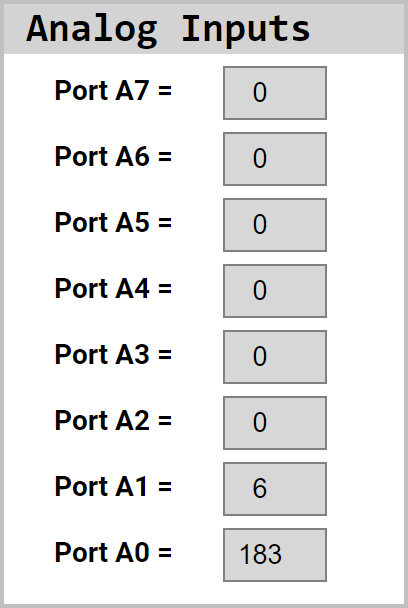 Analog Inputs
Port A7 = 0
Port A6 = 0
Port A5 = 0
Port A4 = 0
Port A3 = 0
Port A2 = 0
Port A1 = 6
Port A0 = 183